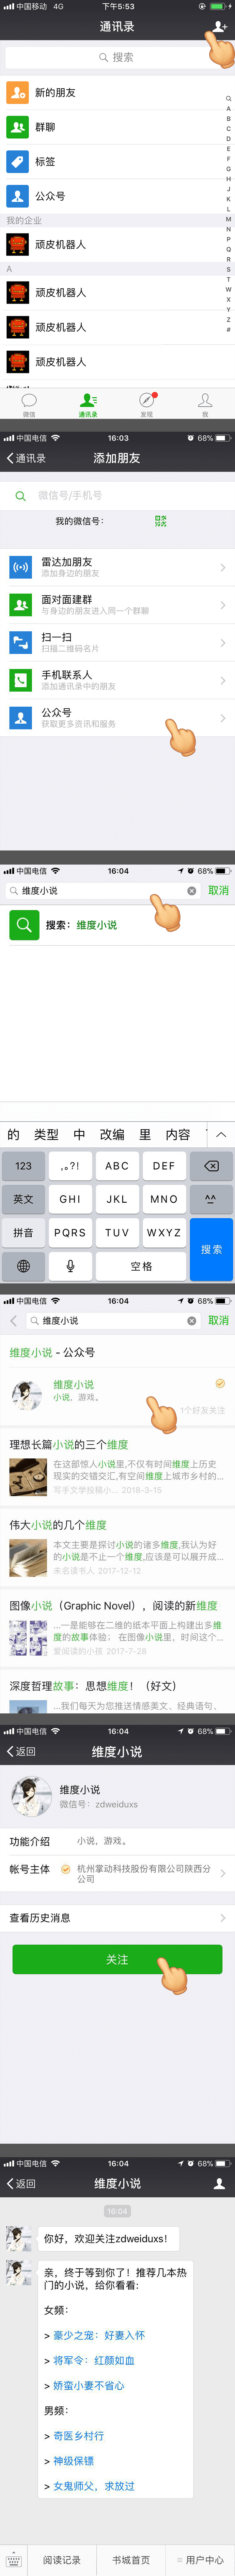 中国移动 4G 下午5:53
通讯录
搜索
新的朋友
群聊
标签
公众号
我的企业
顽皮机器人
A
顽皮机器人
顽皮机器人
顽皮机器人
A
B
C
D
E
F
G
H
J
K
L
M
N
P
Q
R
S
T
W
X
Y
Z
#
微信 通讯录 发现 我
中国电信 16:03 68%
通讯录 添加朋友
微信号/手机号
我的微信号：
雷达加朋友
添加身边的朋友
面对面建群
与身边的朋友进入同一个群聊
扫一扫
扫描二维码名片
手机联系人
添加通讯录中的朋友
公众号
获取更多资讯和服务
中国电信 16:04 68%
维度小说 取消
搜索：维度小说
的 类型 中 改编 里 内容
123 ,。?! ABC DEF
英文 GHI JKL MNO ^^
拼音 PQRS TUV WXYZ 搜索
空格
中国电信 16:04 68%
维度小说 取消
维度小说 - 公众号
维度小说
小说，游戏。
1个好友关注
理想长篇小说的三个维度
在这部惊人小说里,不仅有时间维度上历史
现实的交错交汇,有空间维度上城市乡村的...
写手文学投稿小... 2018-3-15
伟大小说的几个维度
本文主要是探讨小说的诸多维度,我认为好
的小说是不止一个维度,应该是可以展开成...
未名读书人 2017-12-12
图像小说（Graphic Novel），阅读的新维度
...一是能够在二维的纸本平面上构建出多维
度的故事体验； 在图像小说里，时间这个...
爱阅读的小孩 2017-7-28
深度哲理故事：思想维度！（好文）
...我们每天为您推送情感美文、经典语句、
中国电信 16:04 68%
返回 维度小说
维度小说
微信号：zdweiduxs
功能介绍 小说，游戏。
帐号主体 杭州掌动科技股份有限公司陕西分
公司
查看历史消息
关注
中国电信 16:04 68%
返回 维度小说
16:04
你好，欢迎关注zdweiduxs！
亲，终于等到你了！推荐几本热
门的小说，给你看看:
女频：
> 豪少之宠：好妻入怀
> 将军令：红颜如血
> 娇蛮小妻不省心
男频：
> 奇医乡村行
> 神级保镖
> 女鬼师父，求放过
阅读记录 书城首页 用户中心